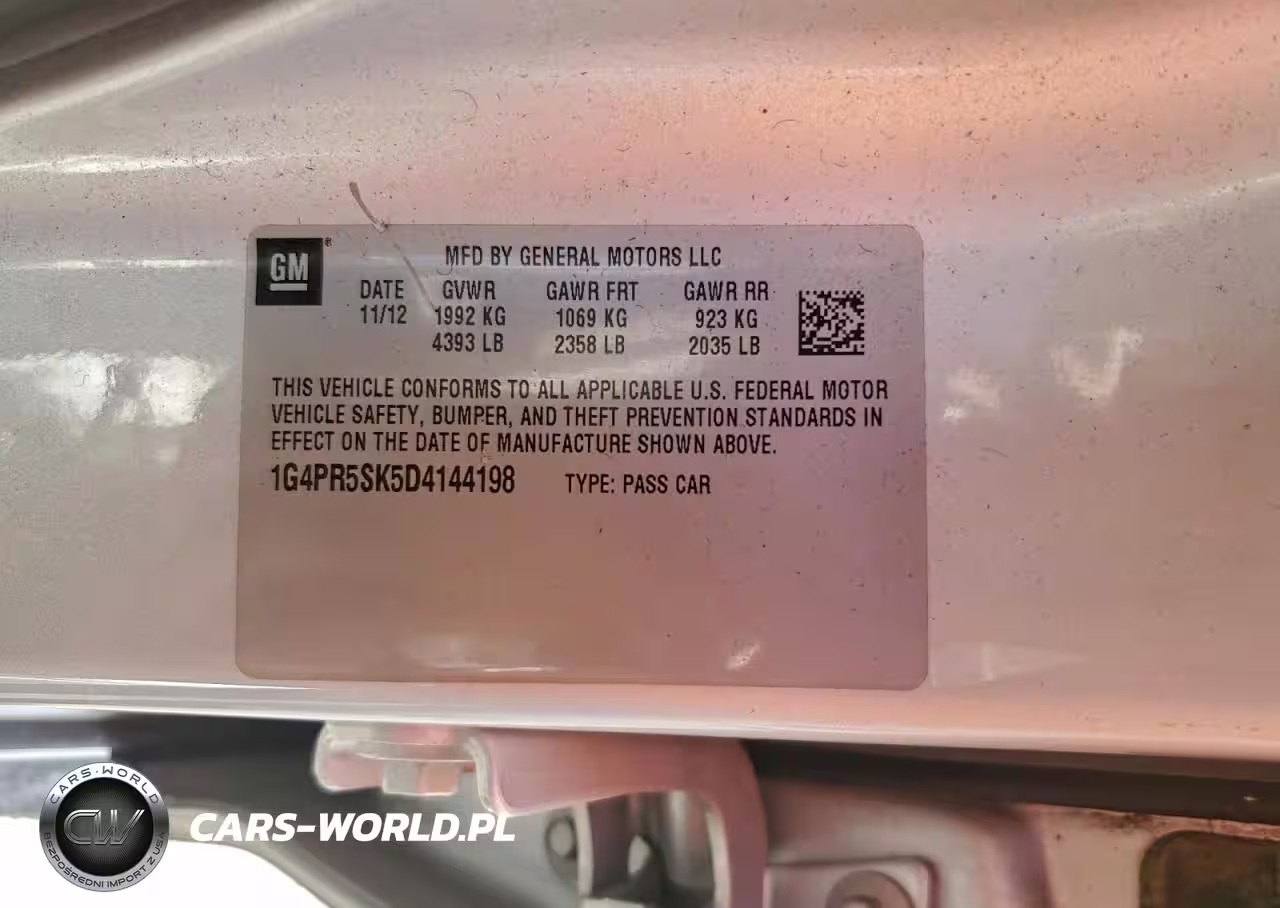 GM®
MFD BY GENERAL MOTORS LLC
DATE GVWR GAWR FRT GAWR RR
11/12 1992 KG 1069 KG 923 KG
4393 LB 2358 LB 2035 LB
THIS VEHICLE CONFORMS TO ALL APPLICABLE U.S. FEDERAL MOTOR
VEHICLE SAFETY, BUMPER, AND THEFT PREVENTION STANDARDS IN
EFFECT ON THE DATE OF MANUFACTURE SHOWN ABOVE.
1G4PR5SK5D4144198 TYPE: PASS CAR
CARS·WORLD
CW
BEZPOŚREDNI IMPORT Z USA
CARS-WORLD.PL